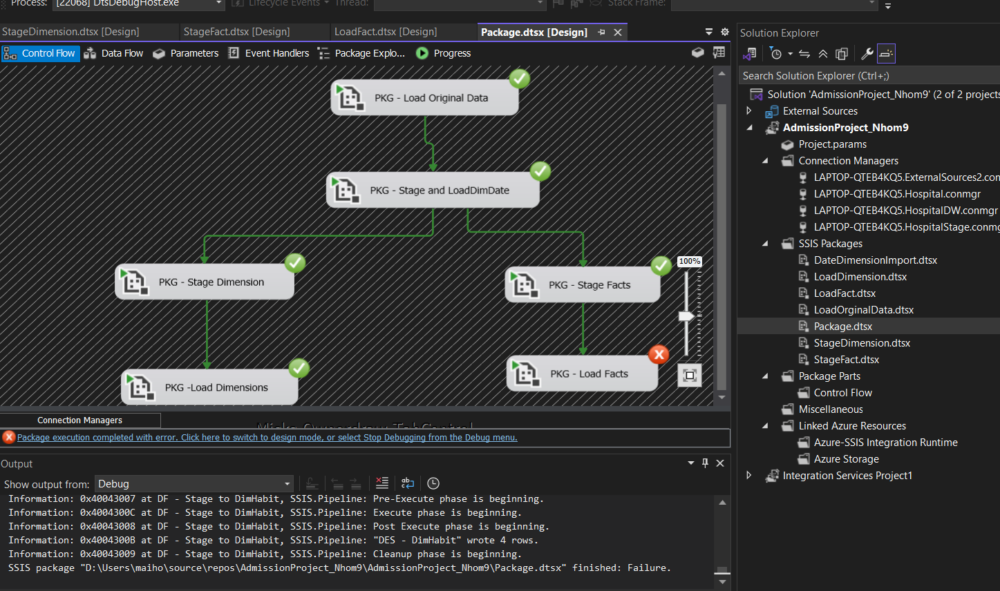 Process: [22068] DtsDebugHost.exe Lifecycle Events Thread: Stack Frame:
StageDimension.dtsx [Design] StageFact.dtsx [Design] LoadFact.dtsx [Design] Package.dtsx [Design]
Control Flow Data Flow Parameters Event Handlers Package Explo... Progress
PKG - Load Original Data
PKG - Stage and LoadDimDate
PKG - Stage Dimension
PKG - Stage Facts
100%
PKG -Load Dimensions
PKG - Load Facts
Connection Managers
Package execution completed with error. Click here to switch to design mode, or select Stop Debugging from the Debug menu.
Output
Show output from: Debug
Information: 0x40043007 at DF - Stage to DimHabit, SSIS.Pipeline: Pre-Execute phase is beginning.
Information: 0x4004300C at DF - Stage to DimHabit, SSIS.Pipeline: Execute phase is beginning.
Information: 0x40043008 at DF - Stage to DimHabit, SSIS.Pipeline: Post Execute phase is beginning.
Information: 0x4004300B at DF - Stage to DimHabit, SSIS.Pipeline: "DES - DimHabit" wrote 4 rows.
Information: 0x40043009 at DF - Stage to DimHabit, SSIS.Pipeline: Cleanup phase is beginning.
SSIS package "D:\Users\maiho\source\repos\AdmissionProject_Nhom9\AdmissionProject_Nhom9\Package.dtsx" finished: Failure.
Solution Explorer
Search Solution Explorer (Ctrl+;)
Solution 'AdmissionProject_Nhom9' (2 of 2 projects
External Sources
AdmissionProject_Nhom9
Project.params
Connection Managers
LAPTOP-QTEB4KQ5.ExternalSources2.con
LAPTOP-QTEB4KQ5.Hospital.conmgr
LAPTOP-QTEB4KQ5.HospitalDW.conmgr
LAPTOP-QTEB4KQ5.HospitalStage.conmg
SSIS Packages
DateDimensionImport.dtsx
LoadDimension.dtsx
LoadFact.dtsx
LoadOrginalData.dtsx
Package.dtsx
StageDimension.dtsx
StageFact.dtsx
Package Parts
Control Flow
Miscellaneous
Linked Azure Resources
Azure-SSIS Integration Runtime
Azure Storage
Integration Services Project1